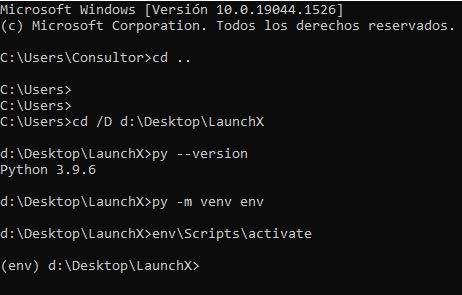 Microsoft Windows [Versión 10.0.19044.1526]
(c) Microsoft Corporation. Todos los derechos reservados.
C:\Users\Consultor>cd ..
C:\Users>
C:\Users>
C:\Users>cd /D d:\Desktop\LaunchX
d:\Desktop\LaunchX>py --version
Python 3.9.6
d:\Desktop\LaunchX>py -m venv env
d:\Desktop\LaunchX>env\Scripts\activate
(env) d:\Desktop\LaunchX>